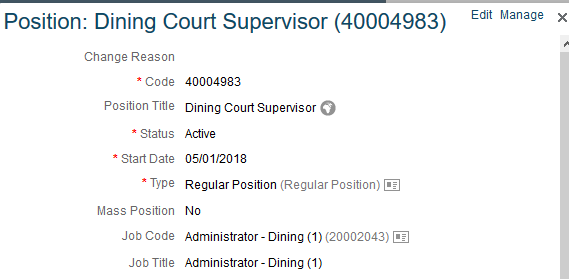 Position: Dining Court Supervisor (40004983) Edit Manage
Change Reason
* Code 40004983
Position Title Dining Court Supervisor
* Status Active
* Start Date 05/01/2018
* Type Regular Position (Regular Position)
Mass Position No
Job Code Administrator - Dining (1) (20002043)
Job Title Administrator - Dining (1)